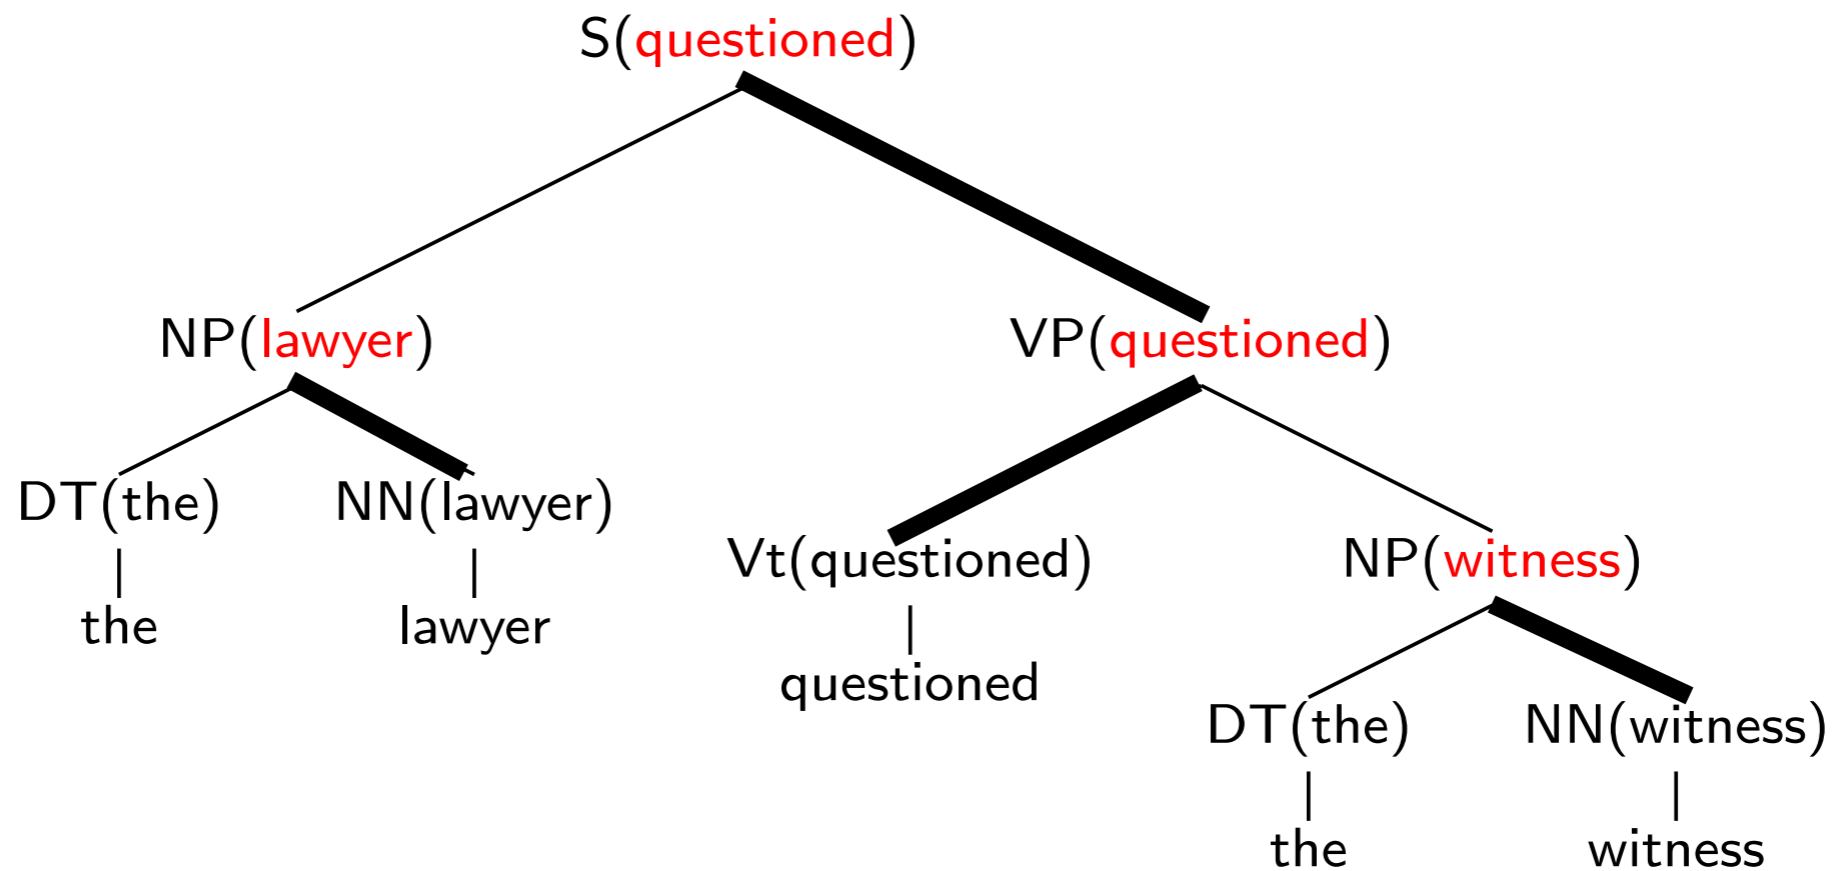 S(questioned)
NP(lawyer) VP(questioned)
DT(the) NN(lawyer)
Vt(questioned) NP(witness)
the lawyer
questioned
DT(the) NN(witness)
the witness